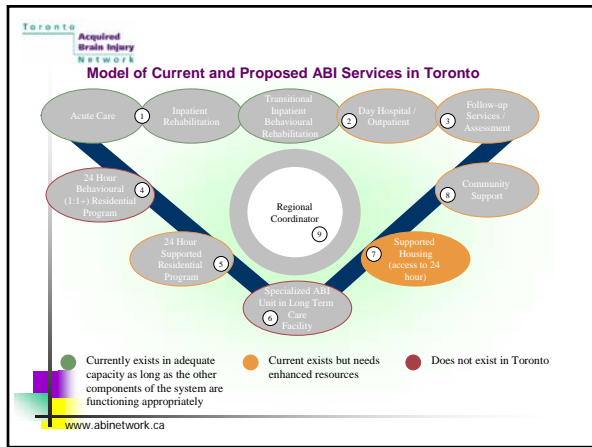 Toronto
Acquired
Brain Injury
Network
Model of Current and Proposed ABI Services in Toronto
Acute Care
1
Inpatient
Rehabilitation
Transitional
Inpatient
Behavioural
Rehabilitation
2
Day Hospital /
Outpatient
3
Follow-up
Services /
Assessment
24 Hour
Behavioural
(1:1+) Residential
Program
4
Regional
Coordinator
9
8
Community
Support
24 Hour
Supported
Residential
Program
5
7
Supported
Housing
(access to 24
hour)
Specialized ABI
Unit in Long Term
Care
Facility
6
Currently exists in adequate
capacity as long as the other
components of the system are
functioning appropriately
Current exists but needs
enhanced resources
Does not exist in Toronto
www.abinetwork.ca